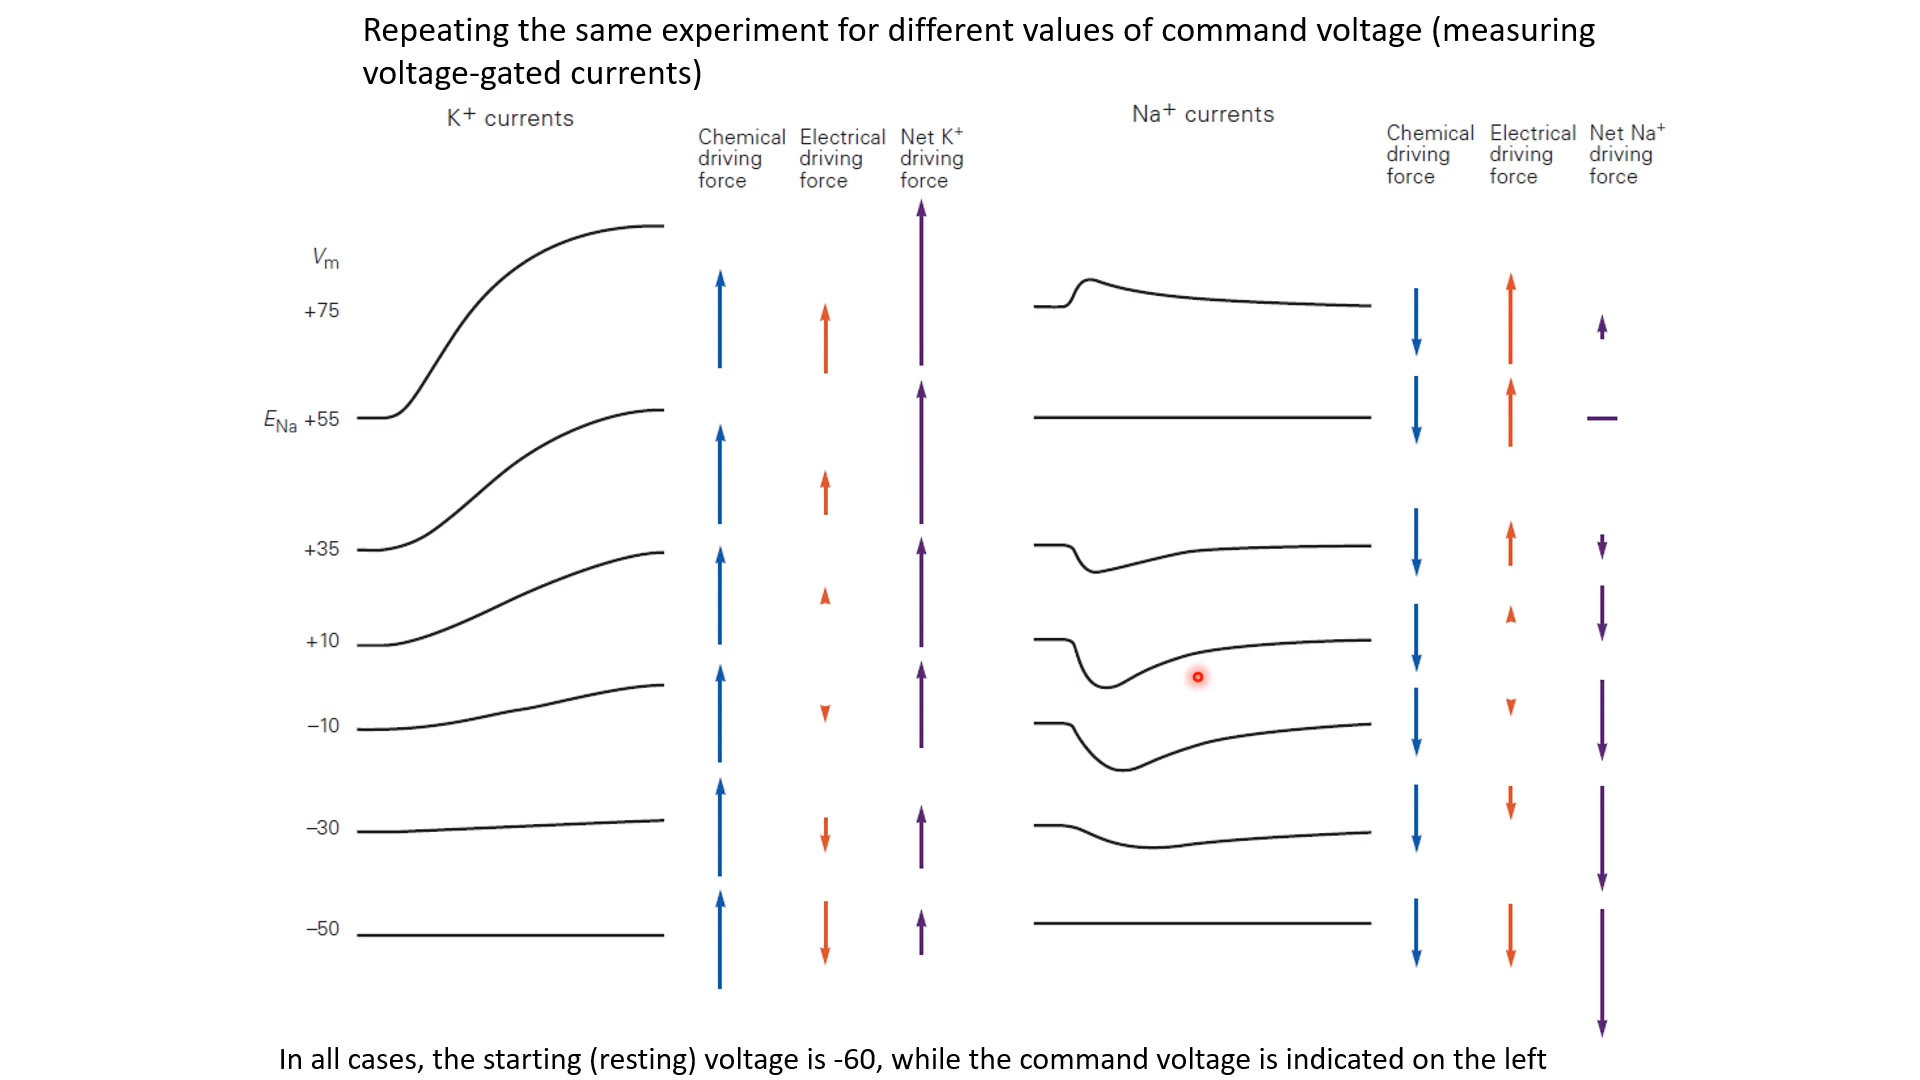 Repeating the same experiment for different values of command voltage (measuring
voltage-gated currents)
K+ currents
Chemical
driving
force
Electrical
driving
force
Net K+
driving
force
Na+ currents
Chemical
driving
force
Electrical
driving
force
Net Na+
driving
force
Vm
+75
ENa +55
+35
+10
−10
−30
−50
In all cases, the starting (resting) voltage is -60, while the command voltage is indicated on the left